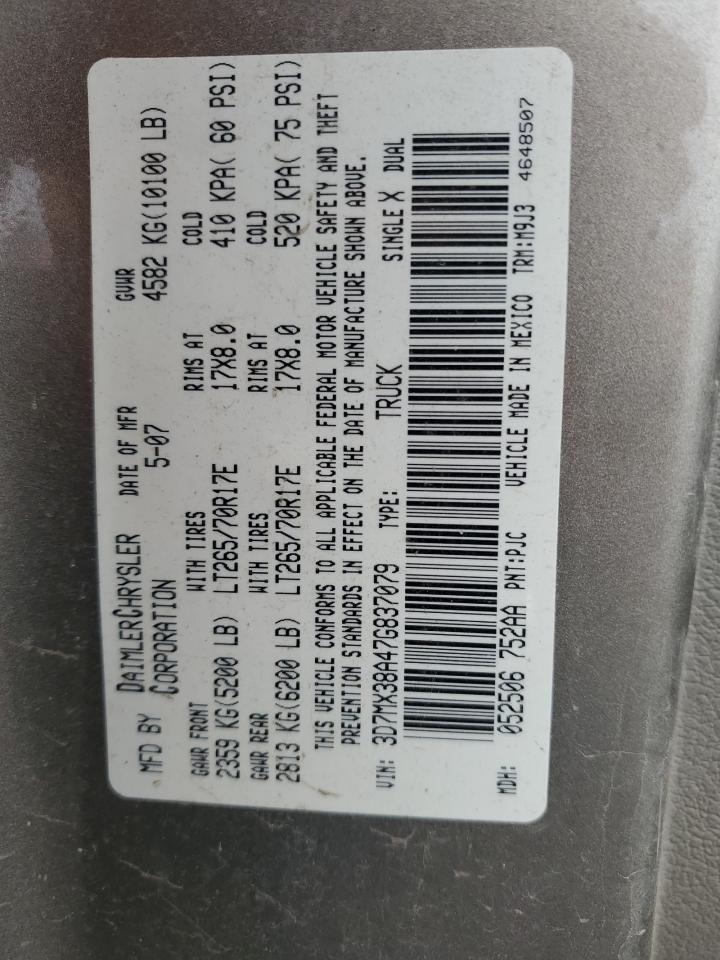 MFD BY DAIMLERCHRYSLER CORPORATION DATE OF MFR 5-07 GVWR 4582 KG(10100 LB)
GAWR FRONT WITH TIRES RIMS AT COLD
2359 KG(5200 LB) LT265/70R17E 17X8.0 410 KPA( 60 PSI)
GAWR REAR WITH TIRES RIMS AT COLD
2813 KG(6200 LB) LT265/70R17E 17X8.0 520 KPA( 75 PSI)
THIS VEHICLE CONFORMS TO ALL APPLICABLE FEDERAL MOTOR VEHICLE SAFETY AND THEFT
PREVENTION STANDARDS IN EFFECT ON THE DATE OF MANUFACTURE SHOWN ABOVE.
VIN: 3D7MX38A47G837079 TYPE: TRUCK SINGLE X DUAL
MDH: 052506 752AA PNT:PJC VEHICLE MADE IN MEXICO TRM:M9J3 4648507